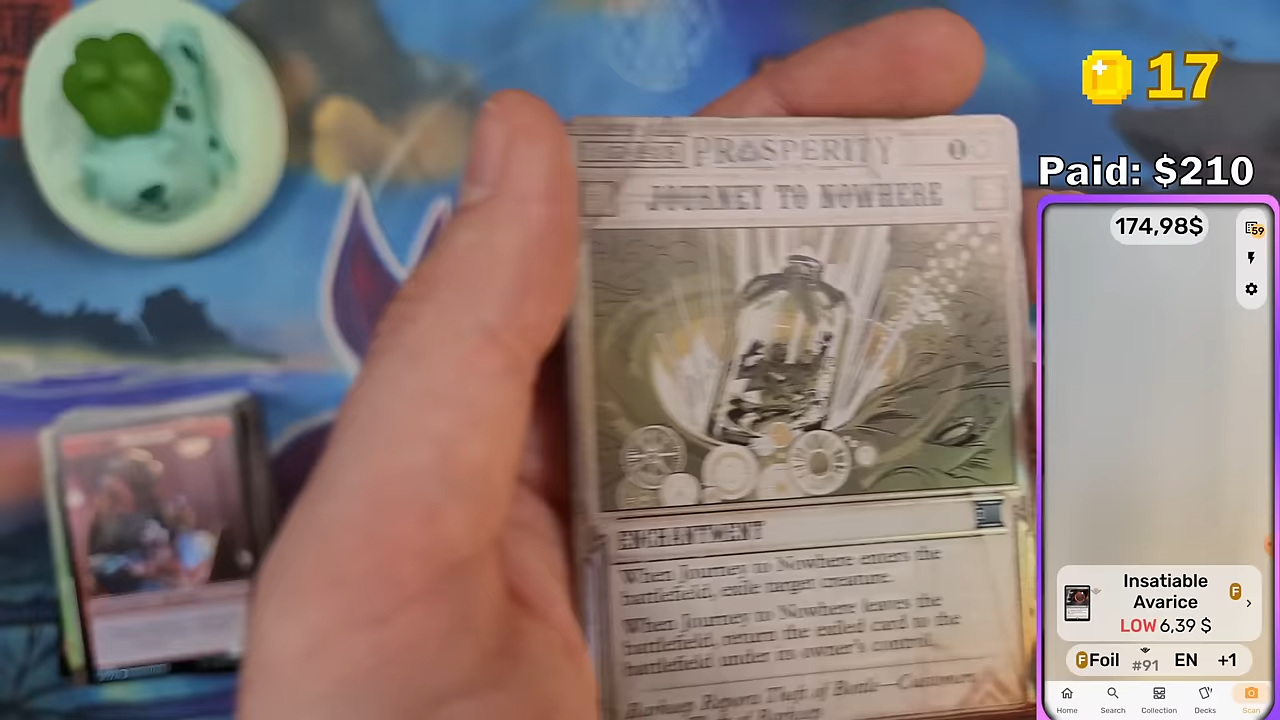 17
Paid: $210
174,98$
59
PROSPERITY
1
JOURNEY TO NOWHERE
ENCHANTMENT
When Journey to Nowhere enters the
battlefield, exile target creature.
When Journey to Nowhere leaves the
battlefield, return the exiled card to the
battlefield under its owner's control.
Insatiable
Avarice
F
LOW 6,39 $
F Foil #91 EN +1
Home Search Collection Decks Scan